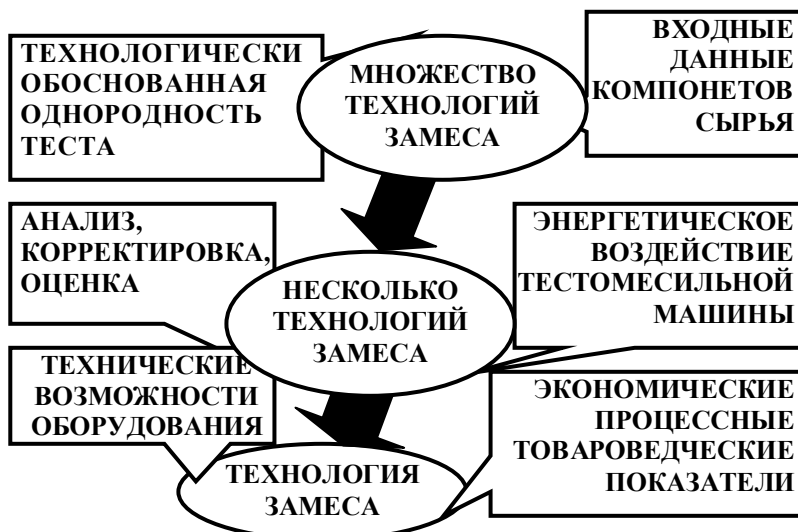 ТЕХНОЛОГИЧЕСКИ
ОБОСНОВАННАЯ
ОДНОРОДНОСТЬ
ТЕСТА
МНОЖЕСТВО
ТЕХНОЛОГИЙ
ЗАМЕСА
ВХОДНЫЕ
ДАННЫЕ
КОМПОНЕТОВ
СЫРЬЯ
АНАЛИЗ,
КОРРЕКТИРОВКА,
ОЦЕНКА
НЕСКОЛЬКО
ТЕХНОЛОГИЙ
ЗАМЕСА
ЭНЕРГЕТИЧЕСКОЕ
ВОЗДЕЙСТВИЕ
ТЕСТОМЕСИЛЬНОЙ
МАШИНЫ
ТЕХНИЧЕСКИЕ
ВОЗМОЖНОСТИ
ОБОРУДОВАНИЯ
ТЕХНОЛОГИЯ
ЗАМЕСА
ЭКОНОМИЧЕСКИЕ
ПРОЦЕССНЫЕ
ТОВАРОВЕДЧЕСКИЕ
ПОКАЗАТЕЛИ